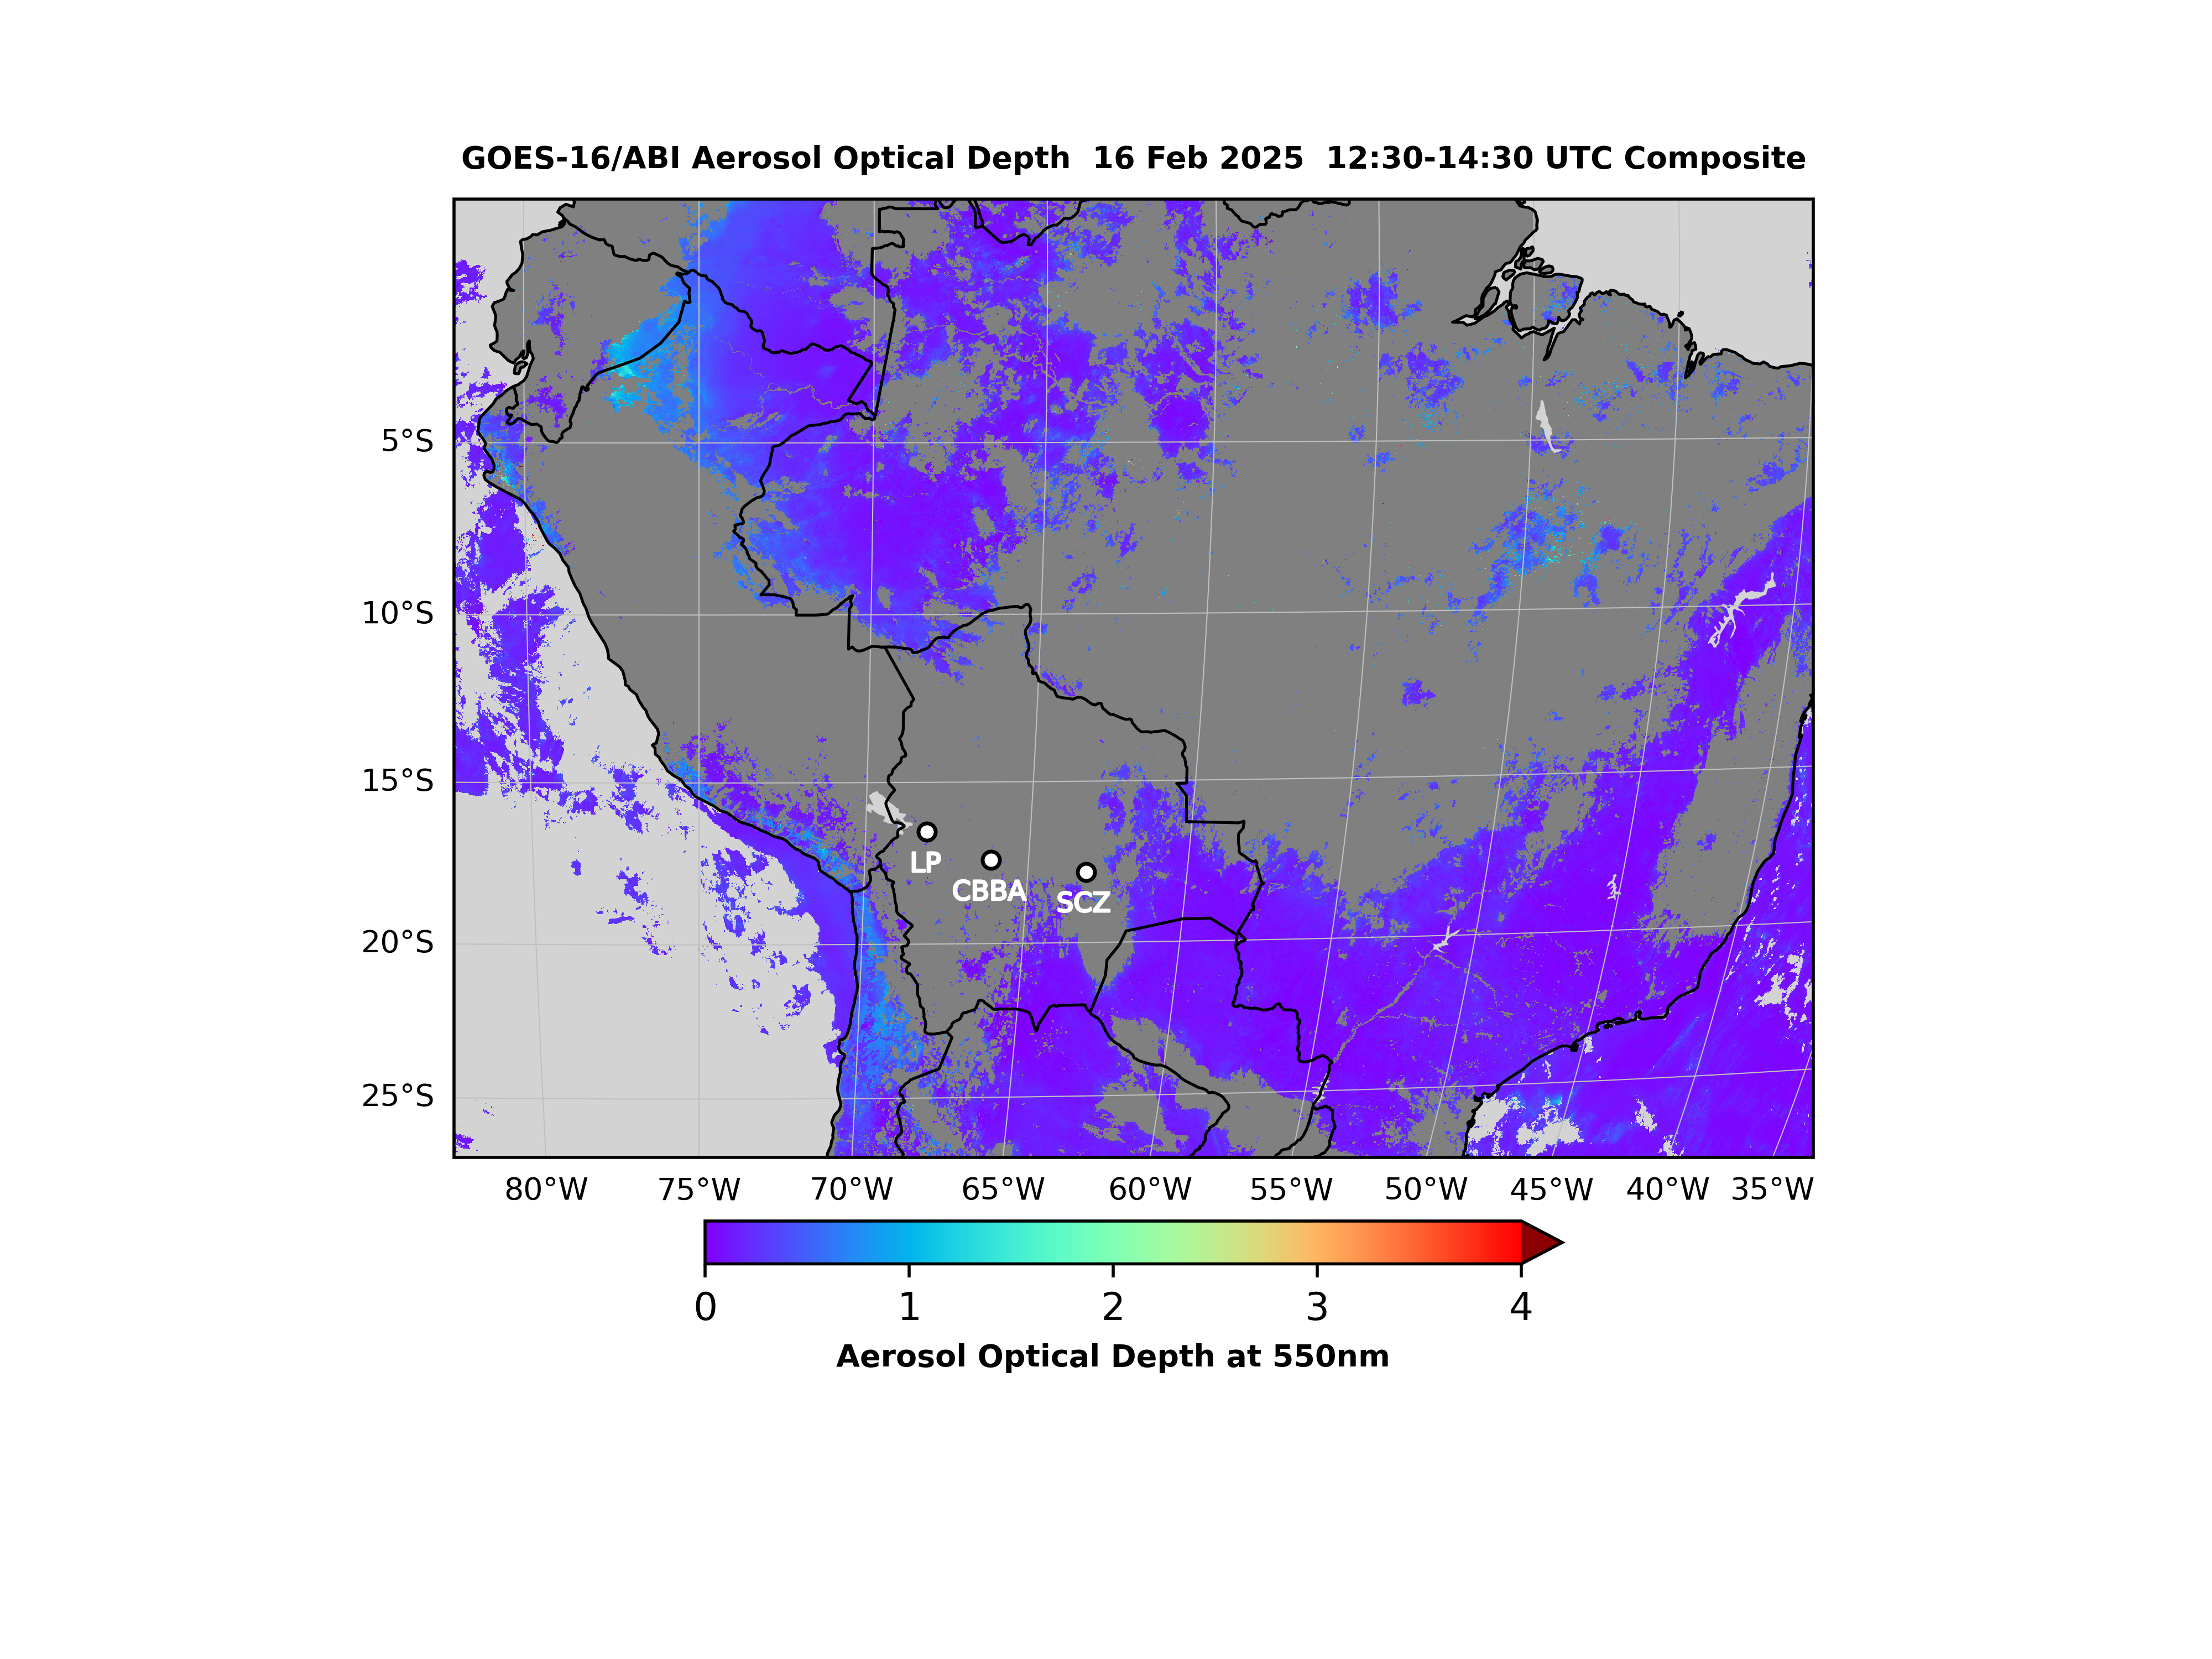 GOES-16/ABI Aerosol Optical Depth  16 Feb 2025  12:30-14:30 UTC Composite
5°S
10°S
15°S
LP
CBBA
SCZ
20°S
25°S
80°W 75°W 70°W 65°W 60°W 55°W 50°W 45°W 40°W 35°W
0 1 2 3 4
Aerosol Optical Depth at 550nm